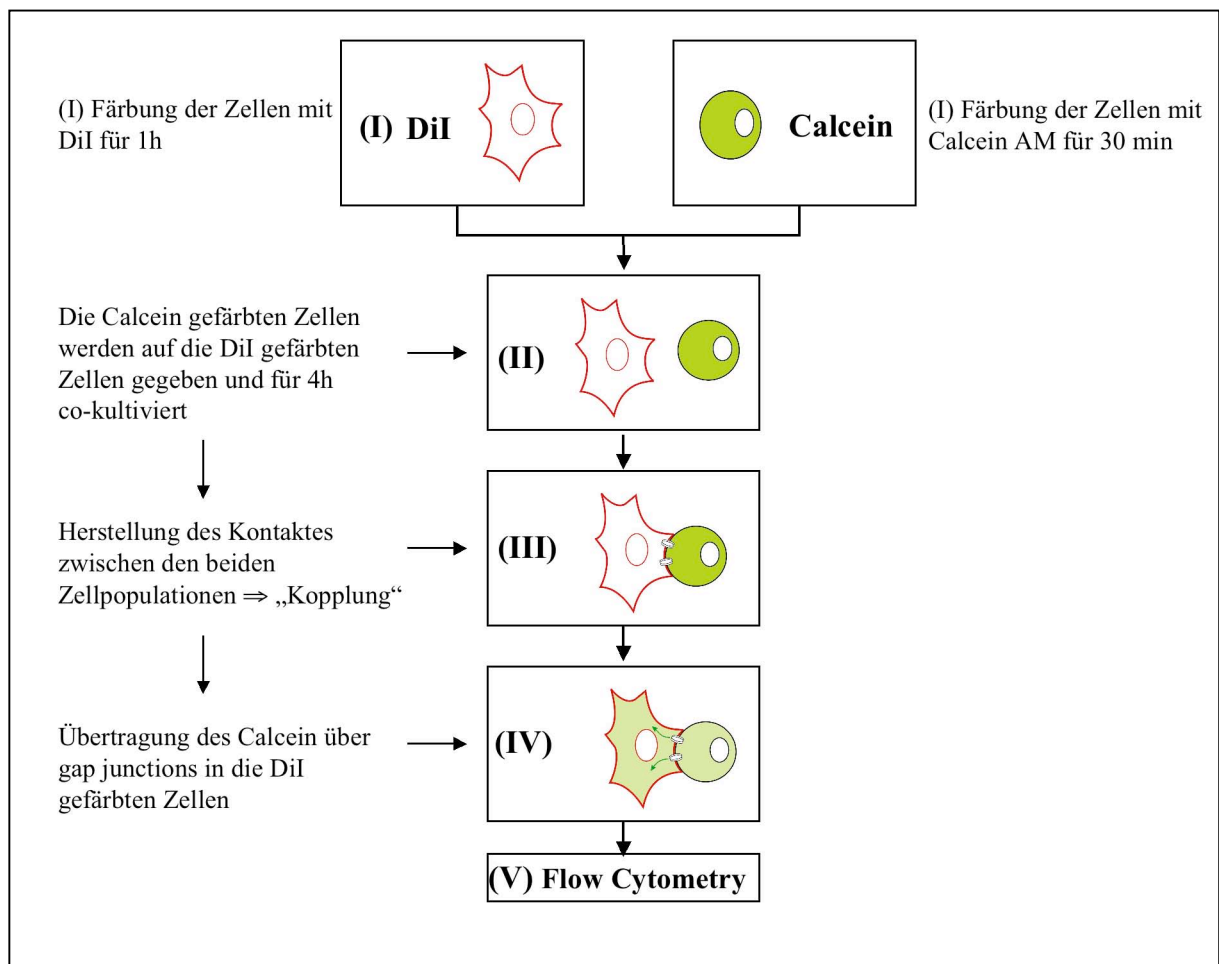 (I) Färbung der Zellen mit
DiI für 1h
(I) DiI
Calcein
(I) Färbung der Zellen mit
Calcein AM für 30 min
Die Calcein gefärbten Zellen
werden auf die DiI gefärbten
Zellen gegeben und für 4h
co-kultiviert
(II)
Herstellung des Kontaktes
zwischen den beiden
Zellpopulationen ⇒ „Kopplung“
(III)
Übertragung des Calcein über
gap junctions in die DiI
gefärbten Zellen
(IV)
(V) Flow Cytometry